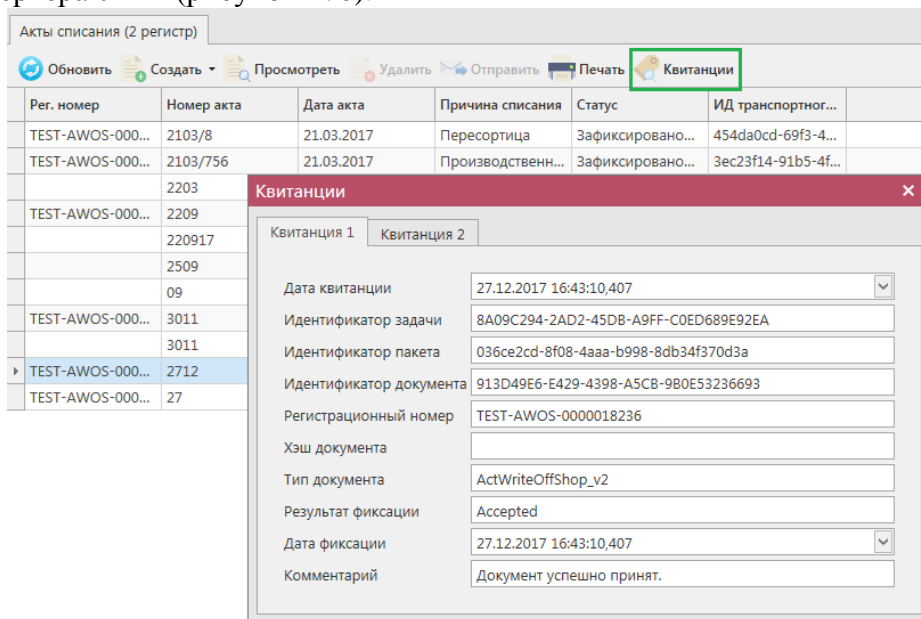 Акты списания (2 регистр)
Обновить Создать Просмотреть Удалить Отправить Печать Квитанции
Рег. номер Номер акта Дата акта Причина списания Статус ИД транспортног...
TEST-AWOS-000... 2103/8 21.03.2017 Пересортица Зафиксировано... 454da0cd-69f3-4...
TEST-AWOS-000... 2103/756 21.03.2017 Производственн... Зафиксировано... 3ec23f14-91b5-4f...
2203
TEST-AWOS-000... 2209
220917
2509
09
TEST-AWOS-000... 3011
3011
TEST-AWOS-000... 2712
TEST-AWOS-000... 27
Квитанции
Квитанция 1 Квитанция 2
Дата квитанции 27.12.2017 16:43:10,407
Идентификатор задачи 8A09C294-2AD2-45DB-A9FF-C0ED689E92EA
Идентификатор пакета 036ce2cd-8f08-4aaa-b998-8db34f370d3a
Идентификатор документа 913D49E6-E429-4398-A5CB-9B0E53236693
Регистрационный номер TEST-AWOS-0000018236
Хэш документа
Тип документа ActWriteOffShop_v2
Результат фиксации Accepted
Дата фиксации 27.12.2017 16:43:10,407
Комментарий Документ успешно принят.